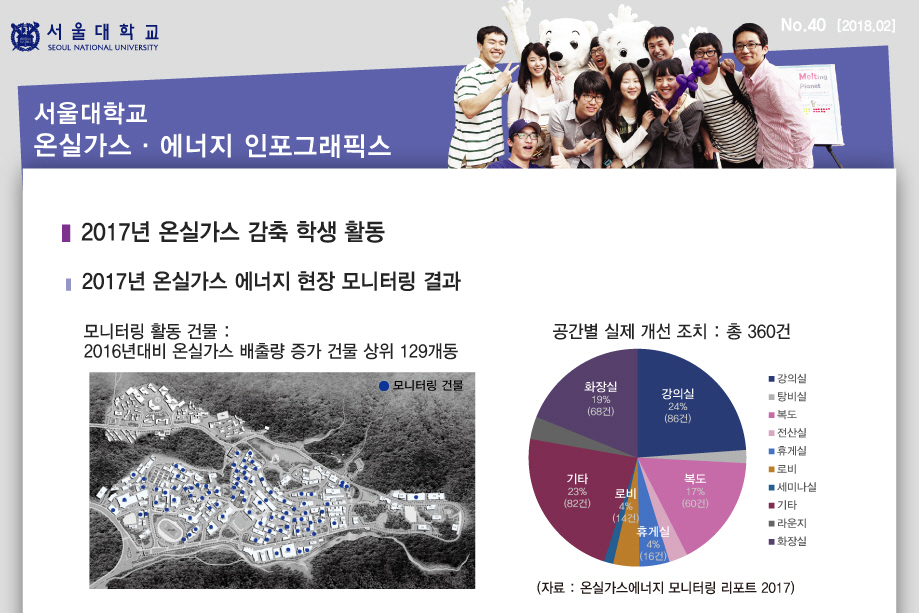 서울대학교
SEOUL NATIONAL UNIVERSITY
No.40 [2018.02]
Melting
Planet
서울대학교
온실가스 · 에너지 인포그래픽스
2017년 온실가스 감축 학생 활동
2017년 온실가스 에너지 현장 모니터링 결과
모니터링 활동 건물 :
2016년대비 온실가스 배출량 증가 건물 상위 129개동
모니터링 건물
공간별 실제 개선 조치 : 총 360건
화장실
19%
(68건)
강의실
24%
(86건)
기타
23%
(82건)
로비
4%
(14건)
복도
17%
(60건)
휴게실
4%
(16건)
강의실
탕비실
복도
전산실
휴게실
로비
세미나실
기타
라운지
화장실
(자료 : 온실가스에너지 모니터링 리포트 2017)